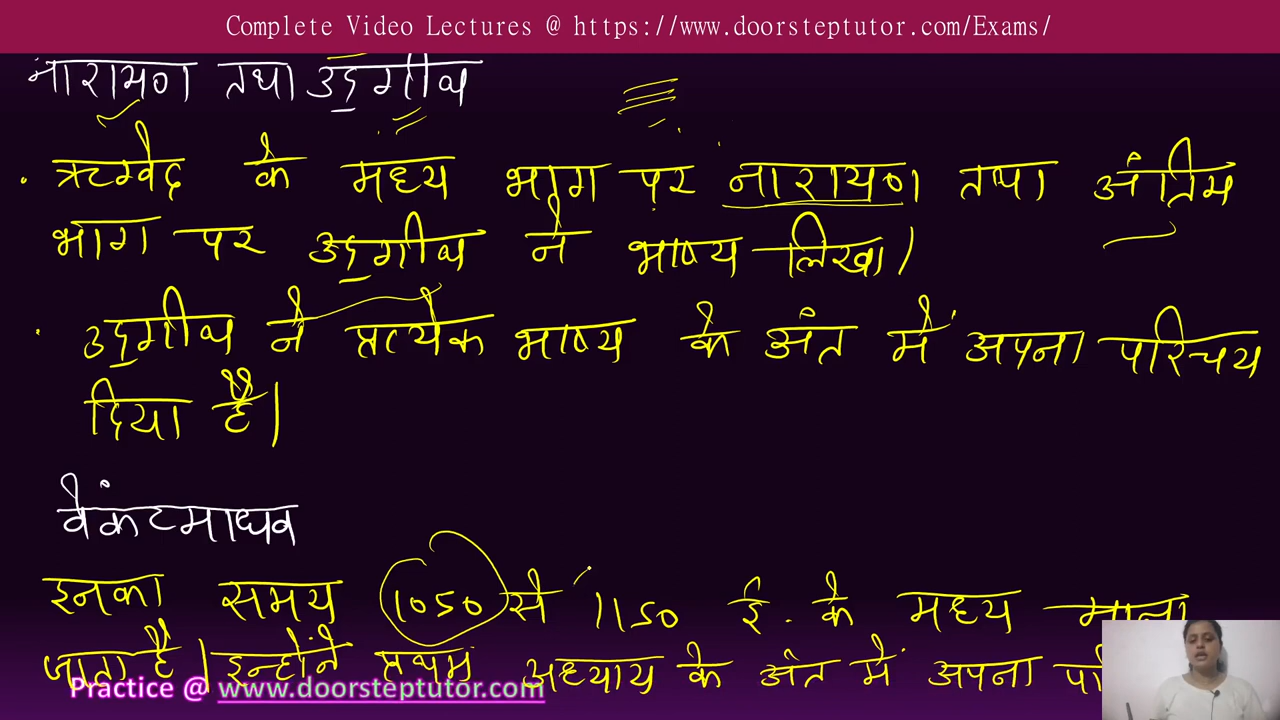 Complete Video Lectures @ https://www.doorsteptutor.com/Exams/
नारायण तथा उद्गीथ
. ऋग्वेद के मध्य भाग पर नारायण तथा अंतिम
भाग पर उद्गीथ ने भाष्य लिखा।
. उद्गीथ ने प्रत्येक भाष्य के अंत में अपना परिचय
दिया है।
वेंकटमाधव
इनका समय 1050 से 1150 ई. के मध्य माना
जाता है। इन्होंने प्रथम अध्याय के अंत में अपना
Practice @ www.doorsteptutor.com